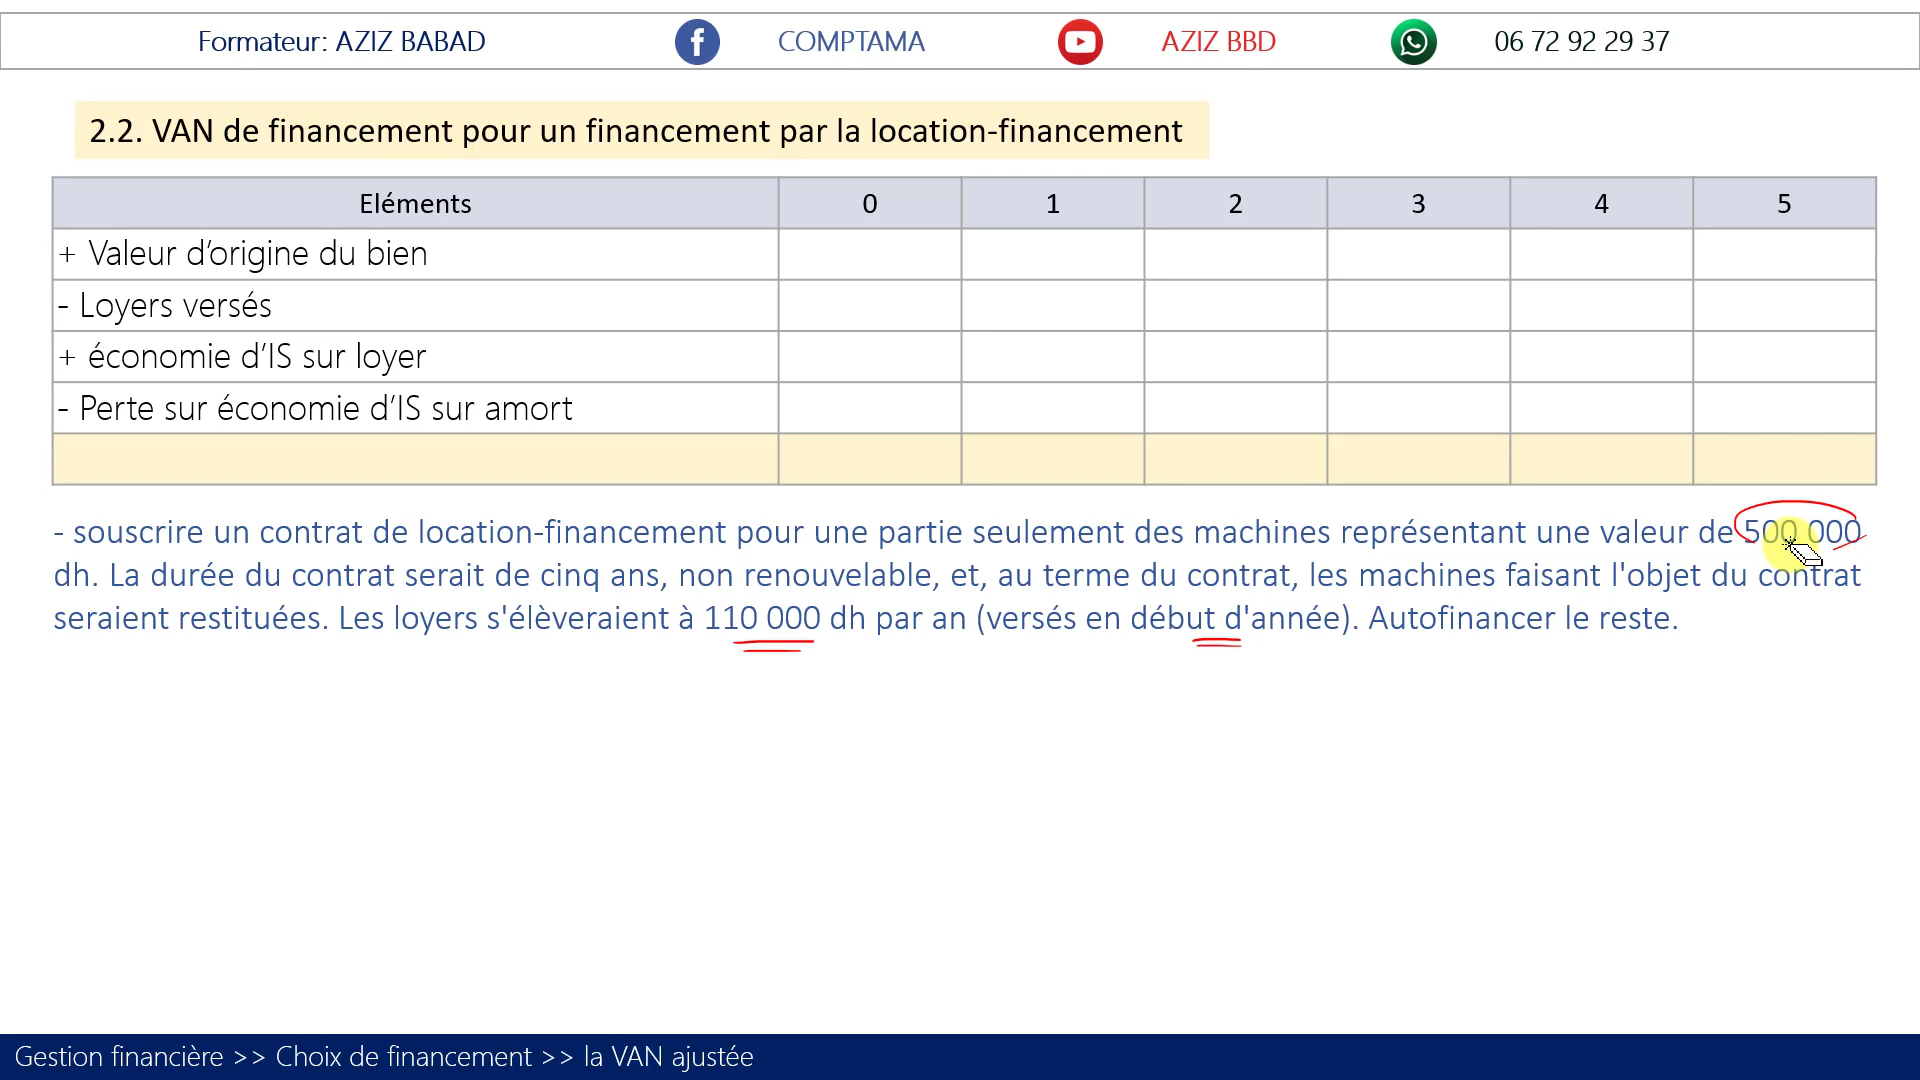 Formateur: AZIZ BABAD COMPTAMA AZIZ BBD 06 72 92 29 37
2.2. VAN de financement pour un financement par la location-financement
Eléments 0 1 2 3 4 5
+ Valeur d’origine du bien
- Loyers versés
+ économie d’IS sur loyer
- Perte sur économie d’IS sur amort
- souscrire un contrat de location-financement pour une partie seulement des machines représentant une valeur de 500 000
dh. La durée du contrat serait de cinq ans, non renouvelable, et, au terme du contrat, les machines faisant l'objet du contrat
seraient restituées. Les loyers s'élèveraient à 110 000 dh par an (versés en début d'année). Autofinancer le reste.
Gestion financière >> Choix de financement >> la VAN ajustée